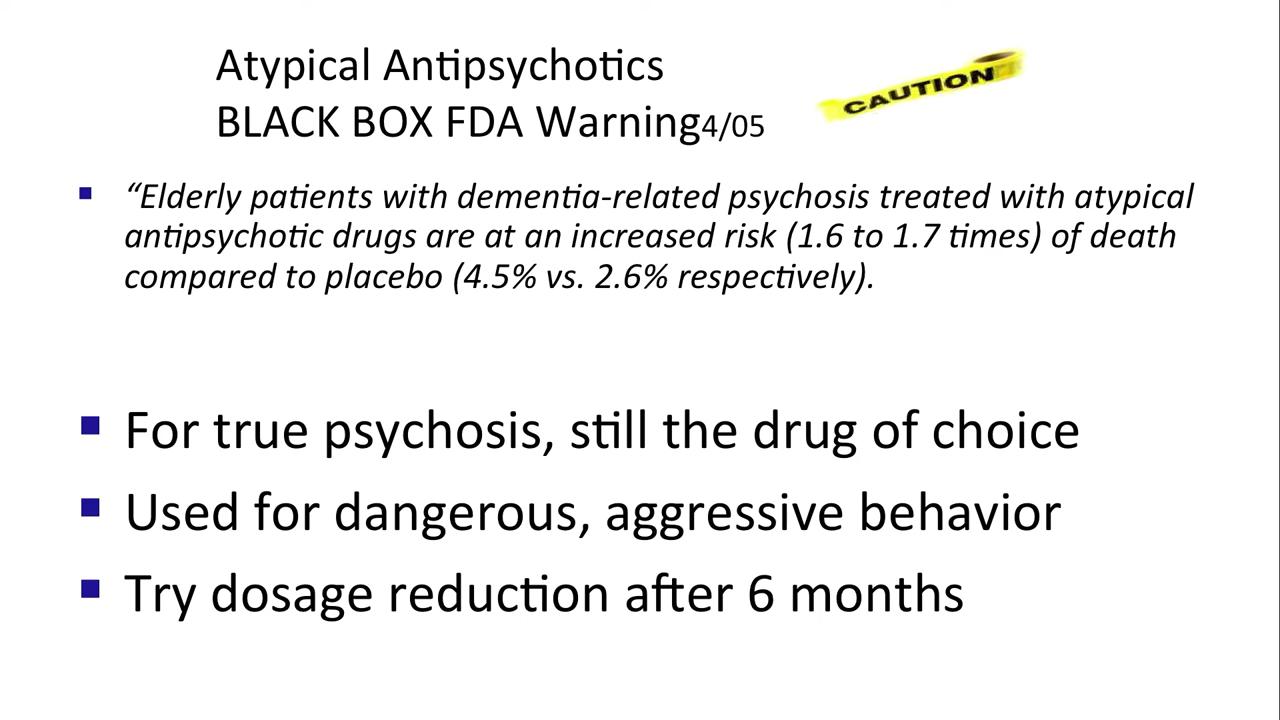 Atypical Antipsychotics
BLACK BOX FDA Warning4/05
CAUTION
▪ “Elderly patients with dementia-related psychosis treated with atypical
antipsychotic drugs are at an increased risk (1.6 to 1.7 times) of death
compared to placebo (4.5% vs. 2.6% respectively).
▪ For true psychosis, still the drug of choice
▪ Used for dangerous, aggressive behavior
▪ Try dosage reduction after 6 months